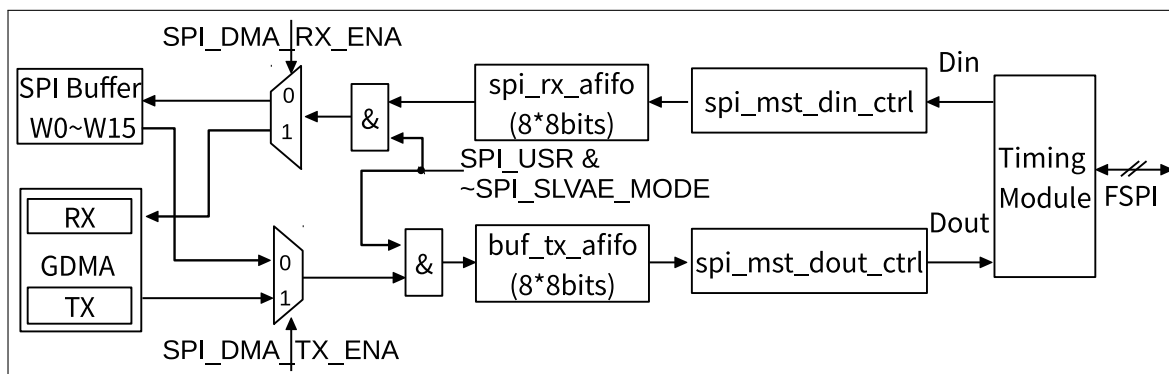 SPI_DMA_RX_ENA
SPI Buffer
W0~W15
0
1
&
spi_rx_afifo
(8*8bits)
spi_mst_din_ctrl
Din
Timing
Module
FSPI
SPI_USR &
~SPI_SLVAE_MODE
RX
GDMA
TX
0
1
&
buf_tx_afifo
(8*8bits)
spi_mst_dout_ctrl
Dout
SPI_DMA_TX_ENA